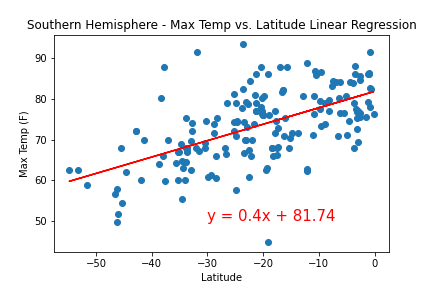 Southern Hemisphere - Max Temp vs. Latitude Linear Regression
90
80
70
60
50
Max Temp (F)
y = 0.4x + 81.74
−50
−40
−30
−20
−10
0
Latitude